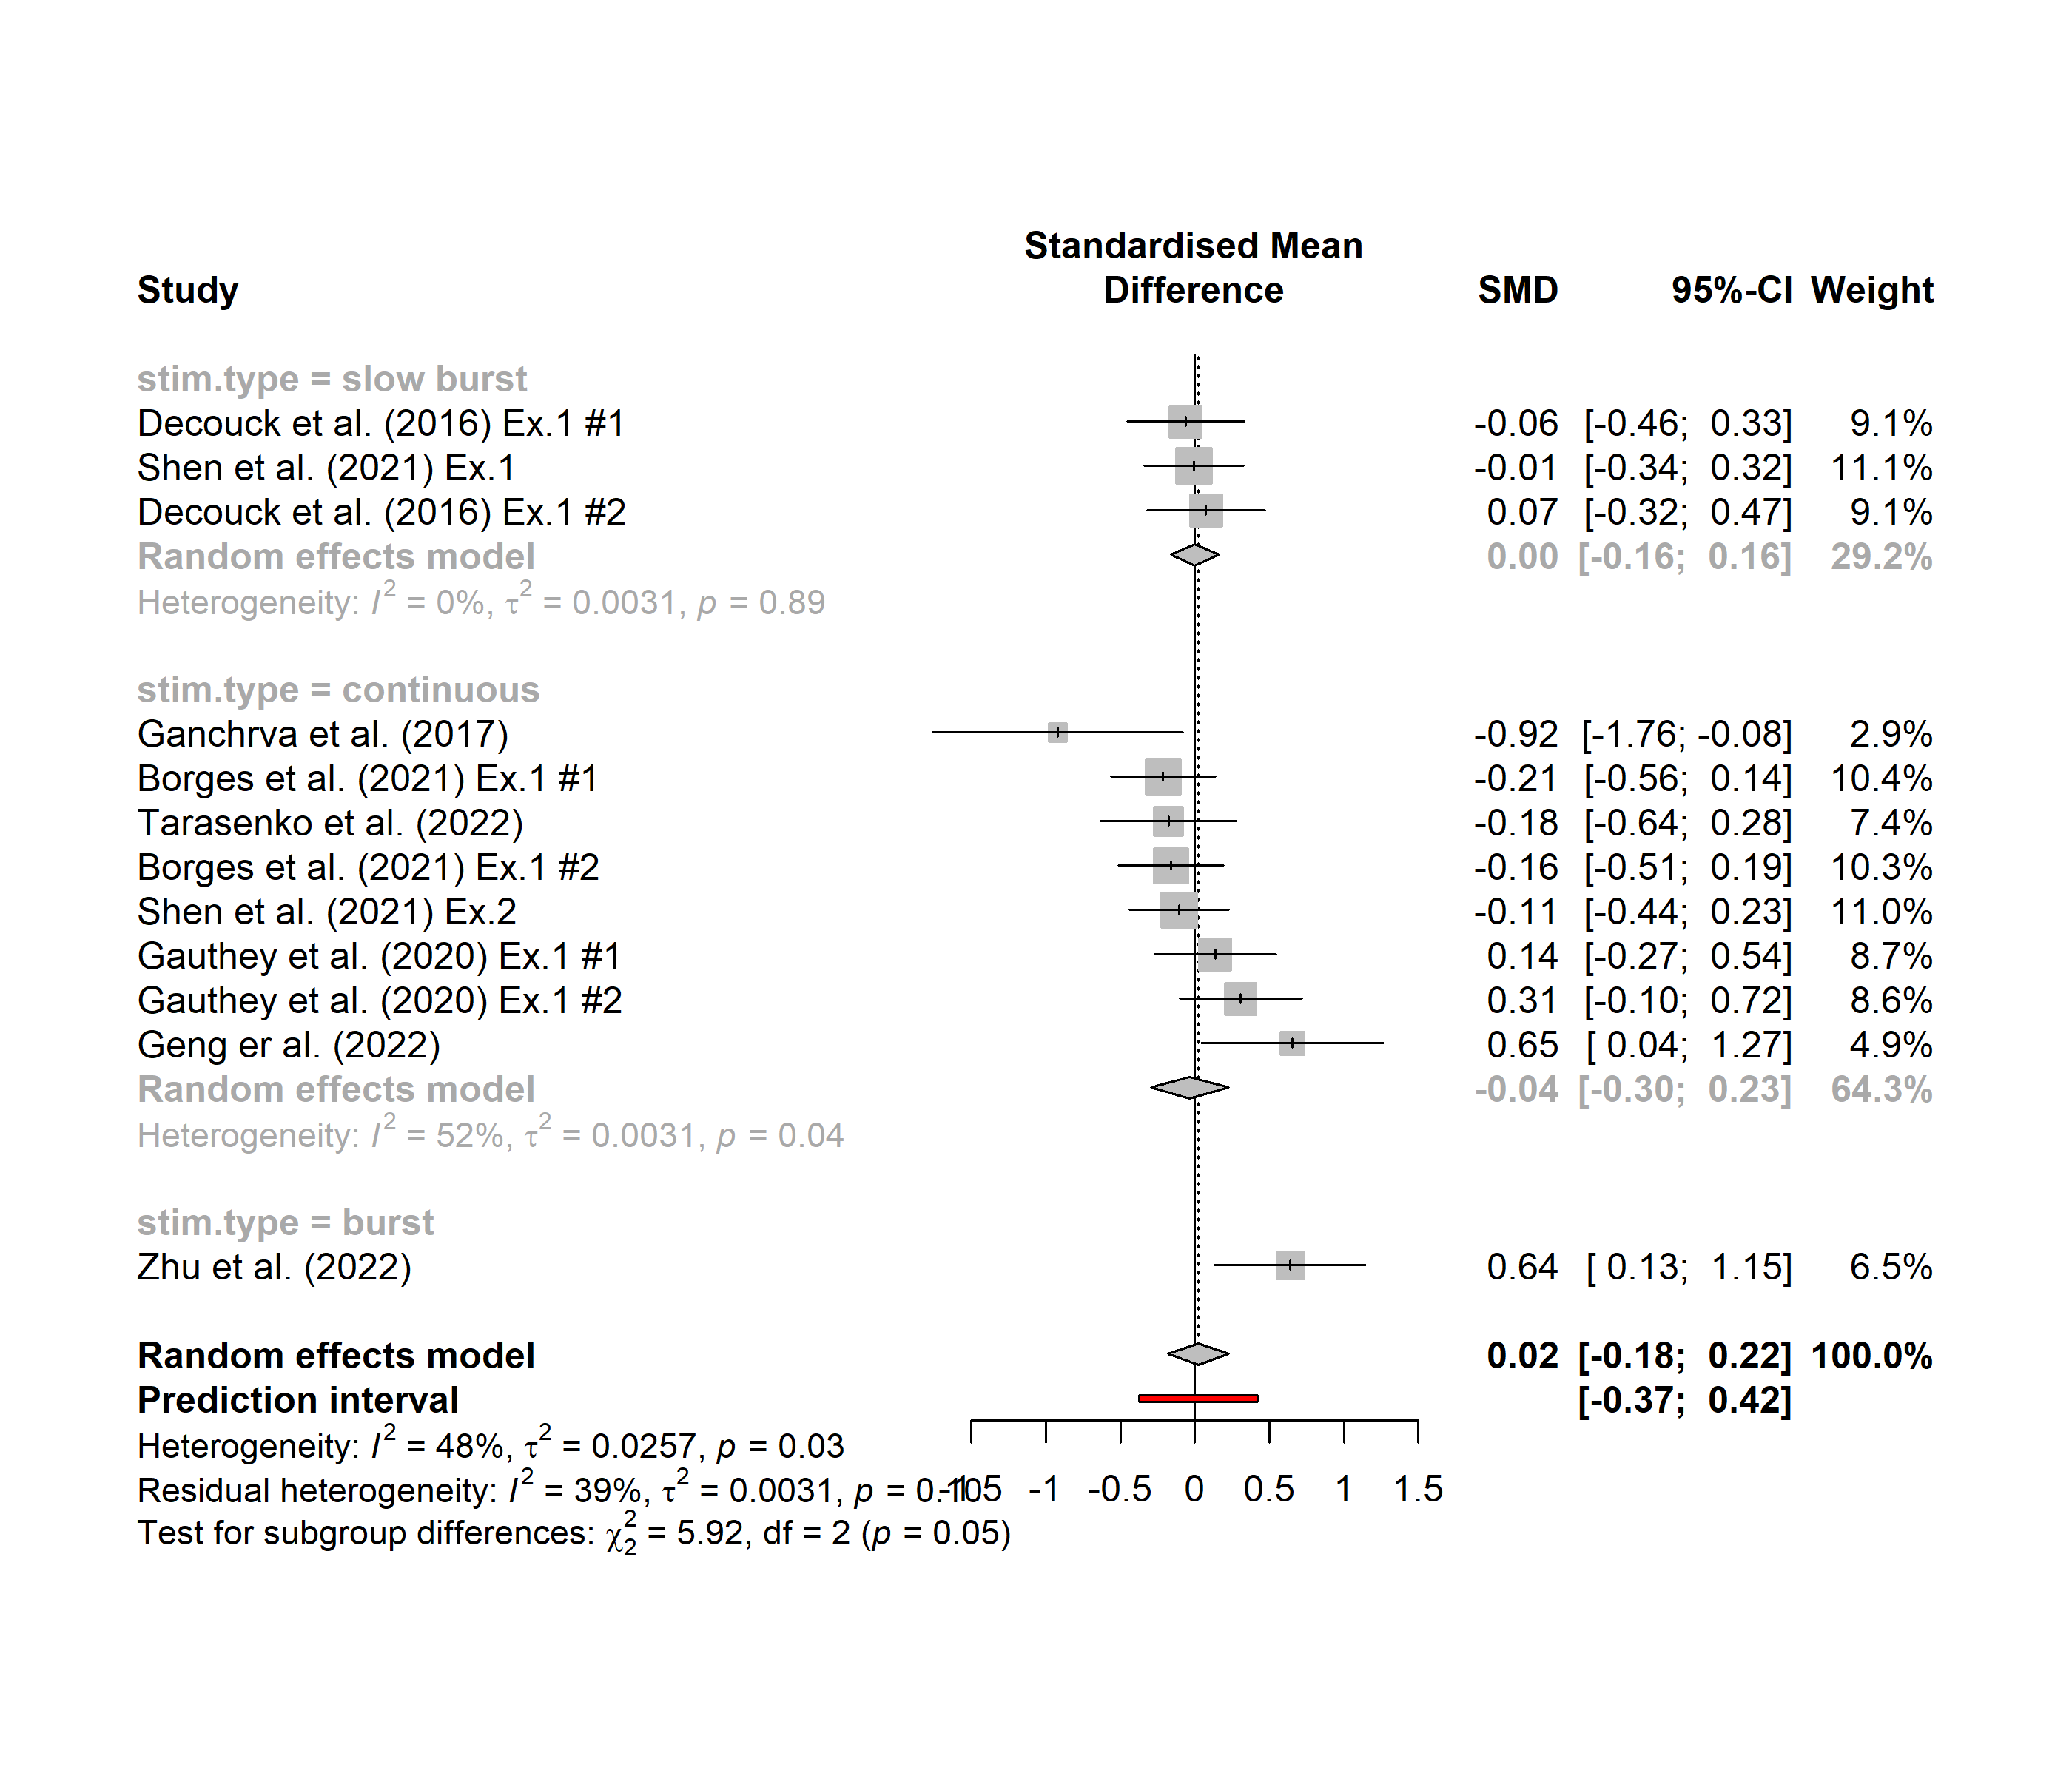 Standardised Mean
Study Difference SMD 95%-CI Weight
stim.type = slow burst
Decouck et al. (2016) Ex.1 #1 -0.06 [-0.46; 0.33] 9.1%
Shen et al. (2021) Ex.1 -0.01 [-0.34; 0.32] 11.1%
Decouck et al. (2016) Ex.1 #2 0.07 [-0.32; 0.47] 9.1%
Random effects model 0.00 [-0.16; 0.16] 29.2%
Heterogeneity: I² = 0%, τ² = 0.0031, p = 0.89
stim.type = continuous
Ganchrva et al. (2017) -0.92 [-1.76; -0.08] 2.9%
Borges et al. (2021) Ex.1 #1 -0.21 [-0.56; 0.14] 10.4%
Tarasenko et al. (2022) -0.18 [-0.64; 0.28] 7.4%
Borges et al. (2021) Ex.1 #2 -0.16 [-0.51; 0.19] 10.3%
Shen et al. (2021) Ex.2 -0.11 [-0.44; 0.23] 11.0%
Gauthey et al. (2020) Ex.1 #1 0.14 [-0.27; 0.54] 8.7%
Gauthey et al. (2020) Ex.1 #2 0.31 [-0.10; 0.72] 8.6%
Geng er al. (2022) 0.65 [ 0.04; 1.27] 4.9%
Random effects model -0.04 [-0.30; 0.23] 64.3%
Heterogeneity: I² = 52%, τ² = 0.0031, p = 0.04
stim.type = burst
Zhu et al. (2022) 0.64 [ 0.13; 1.15] 6.5%
Random effects model 0.02 [-0.18; 0.22] 100.0%
Prediction interval [-0.37; 0.42]
Heterogeneity: I² = 48%, τ² = 0.0257, p = 0.03
Residual heterogeneity: I² = 39%, τ² = 0.0031, p = 0.10 -1.5 -1 -0.5 0 0.5 1 1.5
Test for subgroup differences: χ²₂ = 5.92, df = 2 (p = 0.05)